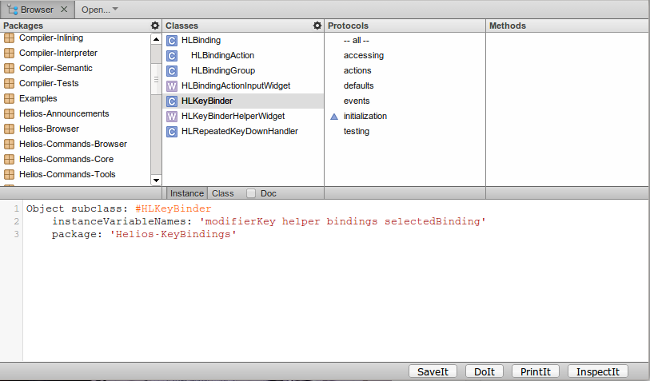 Browser × Open...
Packages
Compiler-Inlining
Compiler-Interpreter
Compiler-Semantic
Compiler-Tests
Examples
Helios-Announcements
Helios-Browser
Helios-Commands-Browser
Helios-Commands-Core
Helios-Commands-Tools
Classes
C HLBinding
C HLBindingAction
C HLBindingGroup
W HLBindingActionInputWidget
C HLKeyBinder
W HLKeyBinderHelperWidget
C HLRepeatedKeyDownHandler
Protocols
-- all --
accessing
actions
defaults
events
initialization
testing
Methods
Instance Class Doc
1 Object subclass: #HLKeyBinder
2 instanceVariableNames: 'modifierKey helper bindings selectedBinding'
3 package: 'Helios-KeyBindings'
SaveIt DoIt PrintIt InspectIt